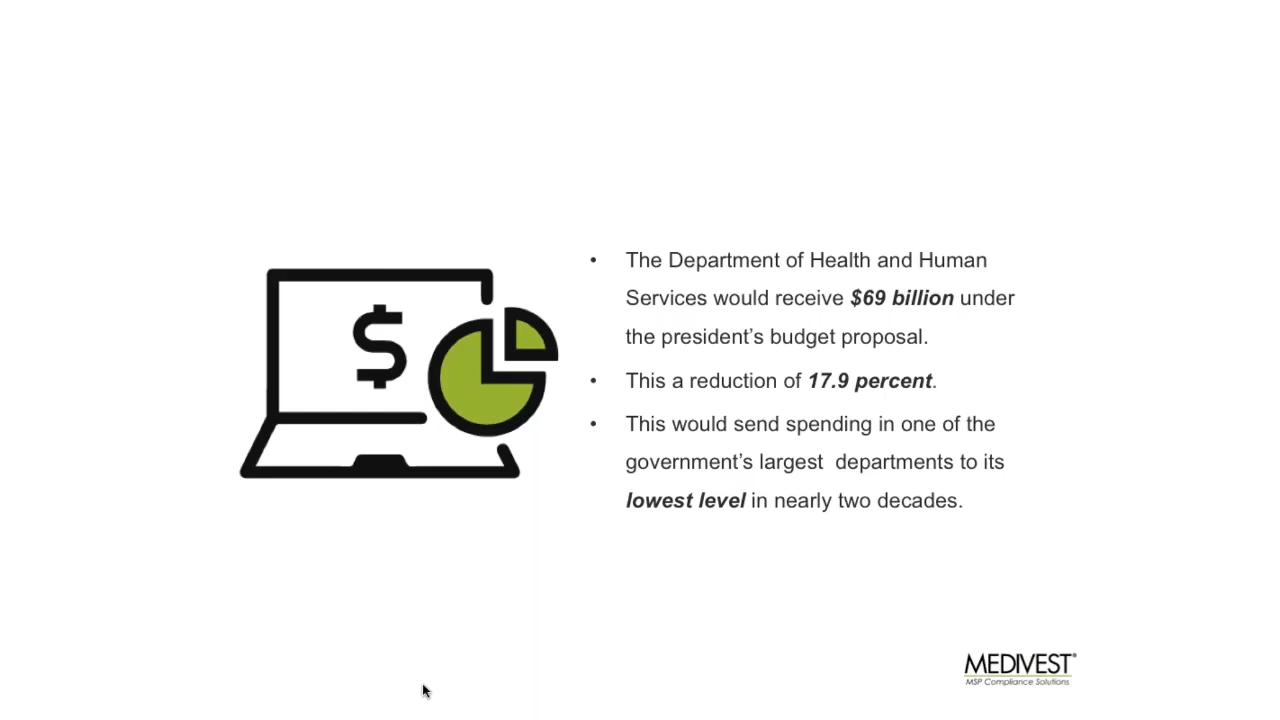 $
• The Department of Health and Human
Services would receive $69 billion under
the president’s budget proposal.
• This a reduction of 17.9 percent.
• This would send spending in one of the
government’s largest  departments to its
lowest level in nearly two decades.
MEDIVEST®
MSP Compliance Solutions